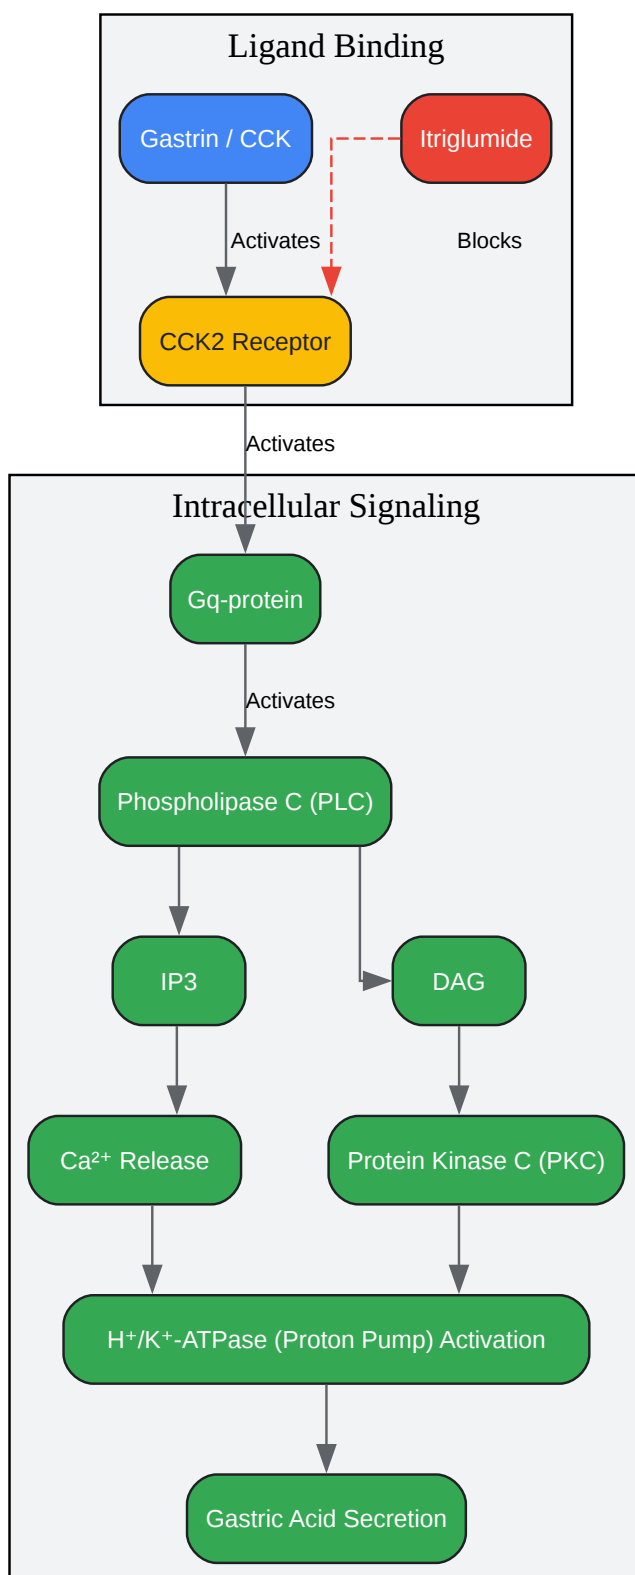 Ligand Binding
Gastrin / CCK
Itriglumide
Activates
Blocks
CCK2 Receptor
Activates
Intracellular Signaling
Gq-protein
Activates
Phospholipase C (PLC)
IP3
DAG
Ca²⁺ Release
Protein Kinase C (PKC)
H⁺/K⁺-ATPase (Proton Pump) Activation
Gastric Acid Secretion